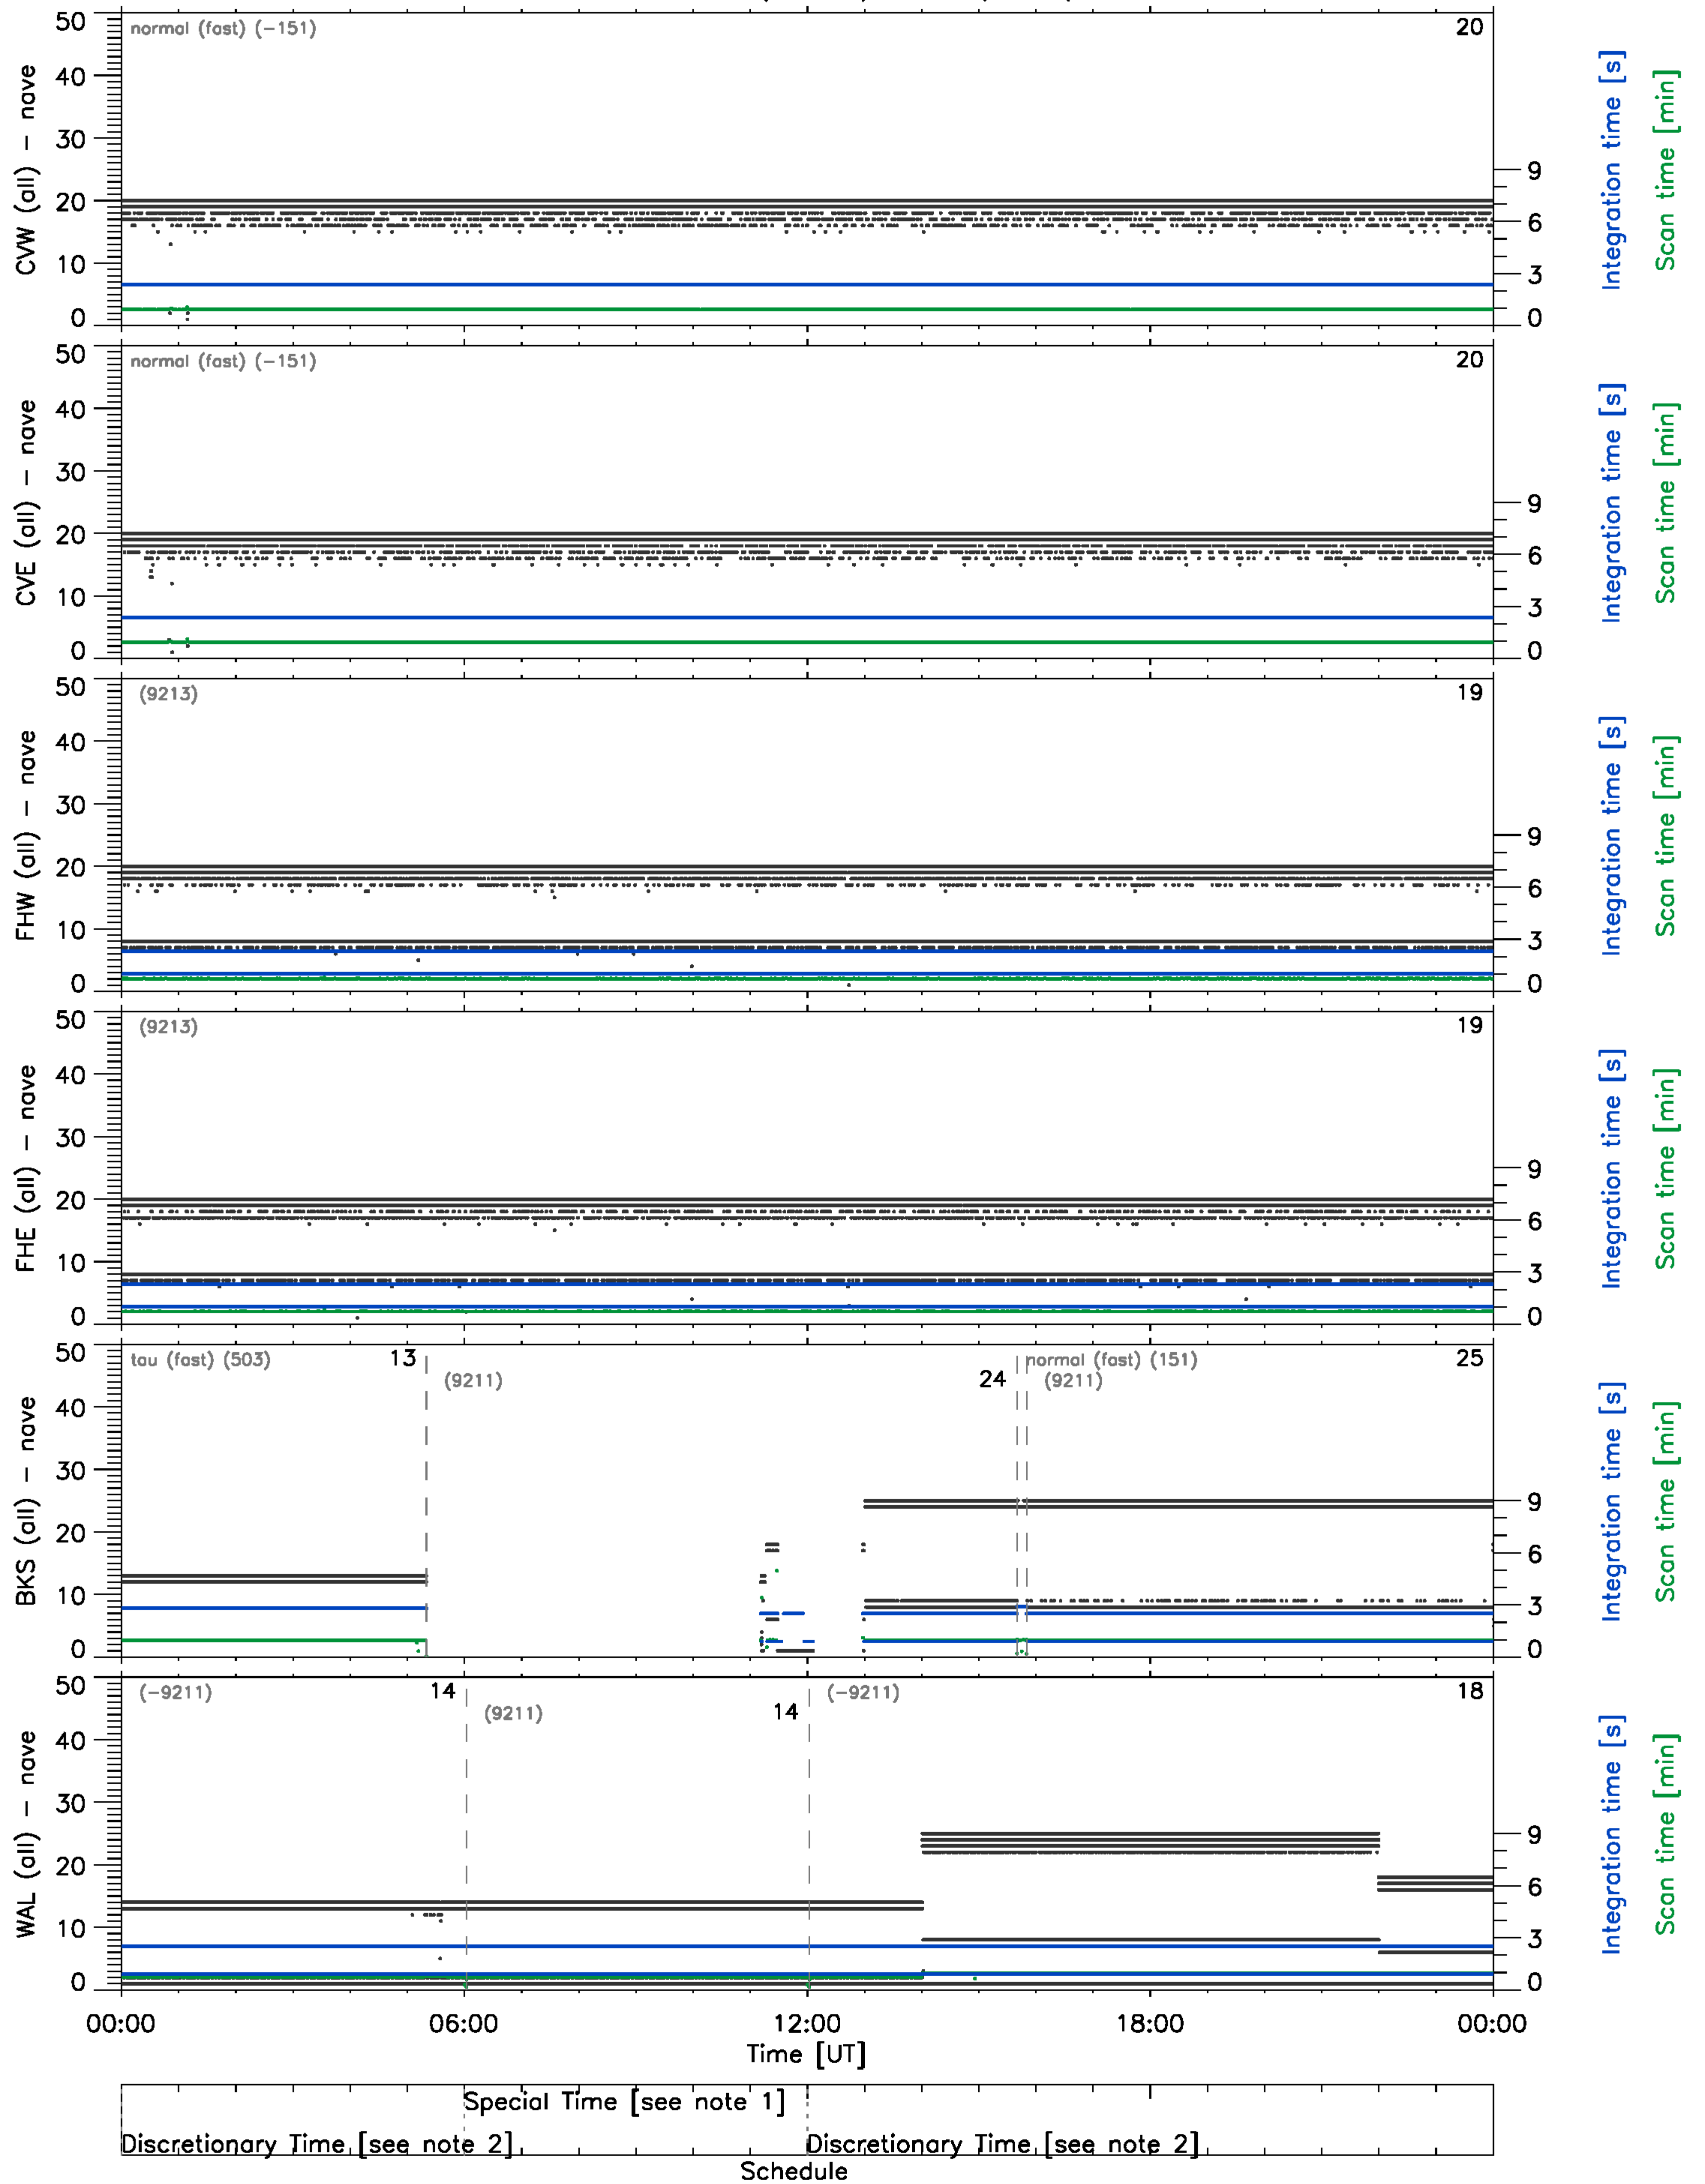 normal (fast) (-151)
20
50
40
30
20
10
0
CVW (all) - nave
9
6
3
0
Integration time [s]
Scan time [min]
normal (fast) (-151)
20
50
40
30
20
10
0
CVE (all) - nave
9
6
3
0
Integration time [s]
Scan time [min]
(9213)
19
50
40
30
20
10
0
FHW (all) - nave
9
6
3
0
Integration time [s]
Scan time [min]
(9213)
19
50
40
30
20
10
0
FHE (all) - nave
9
6
3
0
Integration time [s]
Scan time [min]
tau (fast) (503)
13
(9211)
24
normal (fast) (151)
(9211)
25
50
40
30
20
10
0
BKS (all) - nave
9
6
3
0
Integration time [s]
Scan time [min]
(-9211)
14
(9211)
14
(-9211)
18
50
40
30
20
10
0
WAL (all) - nave
9
6
3
0
Integration time [s]
Scan time [min]
00:00 06:00 12:00 18:00 00:00
Time [UT]
Special Time [see note 1]
Discretionary Time [see note 2] Discretionary Time [see note 2]
Schedule